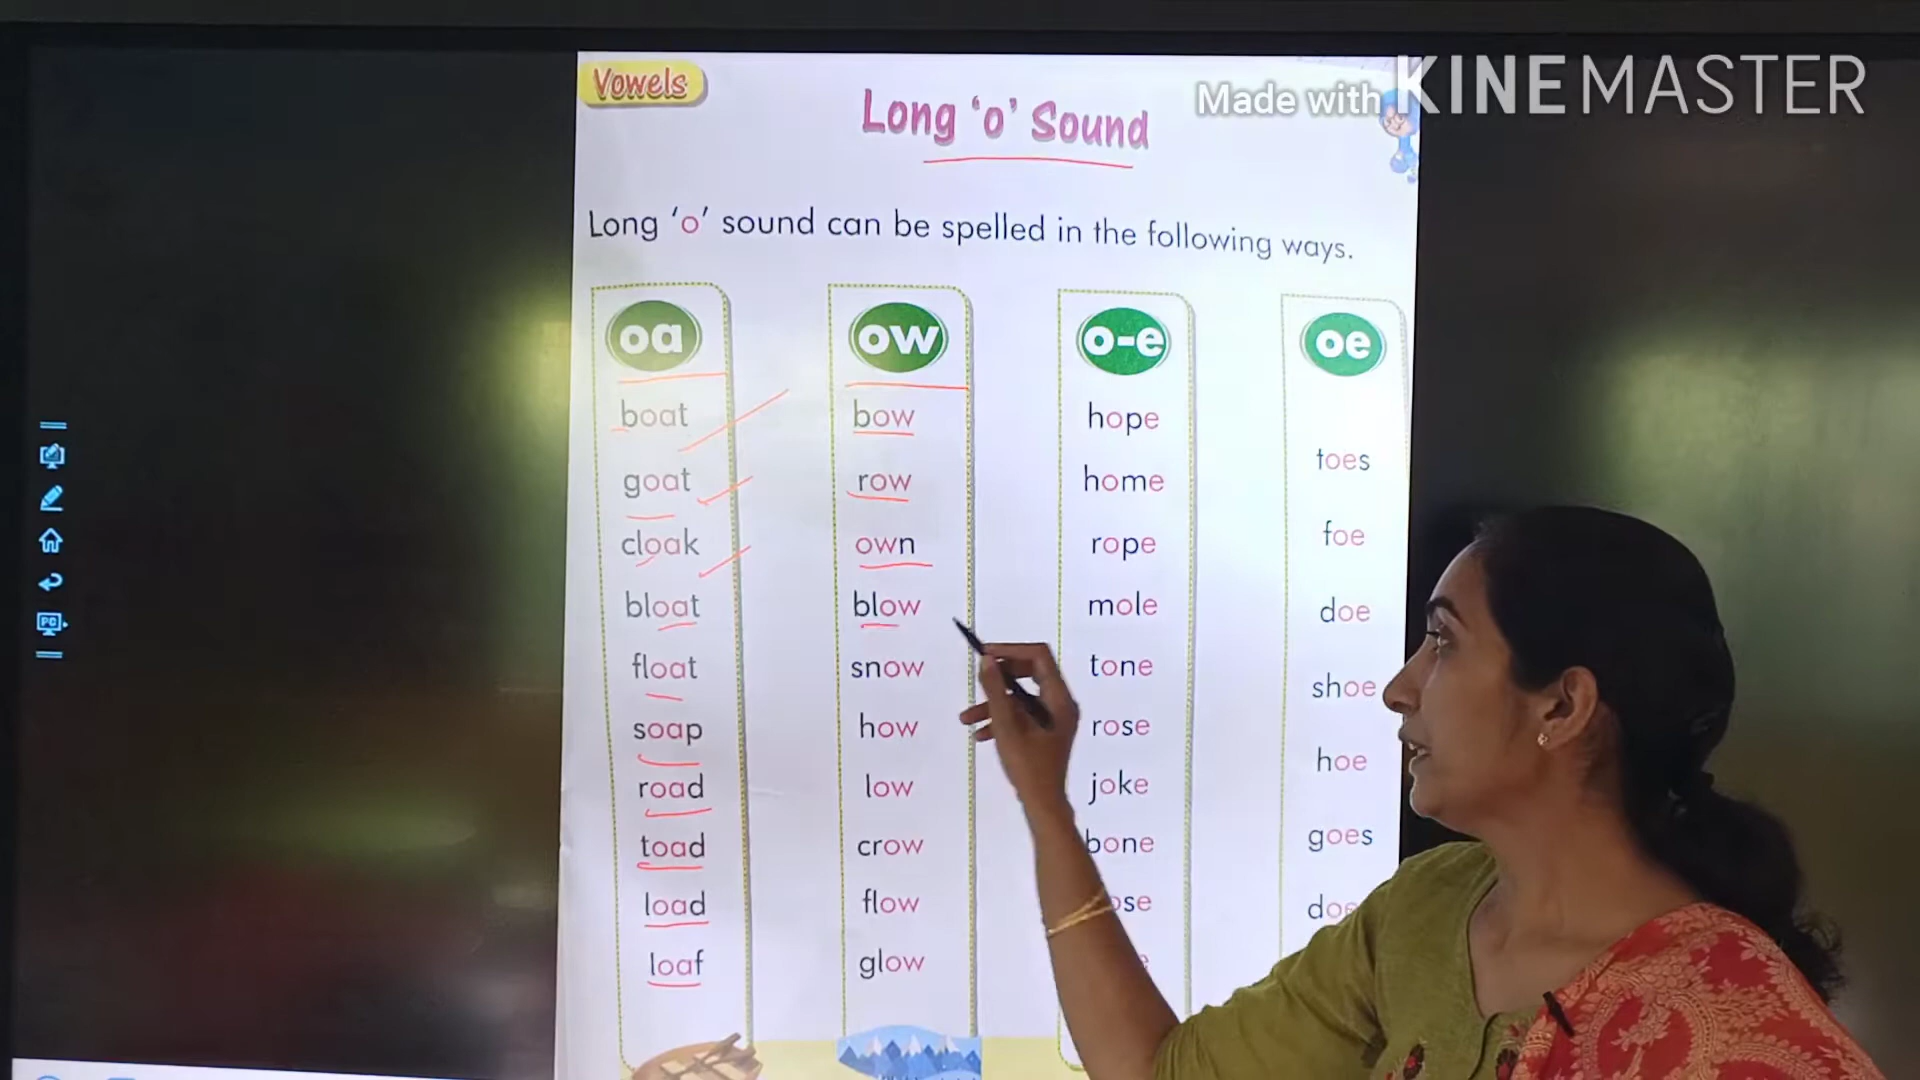 Vowels
Long ‘o’ Sound
Made with KINEMASTER
Long ‘o’ sound can be spelled in the following ways.
oa
boat
goat
cloak
bloat
float
soap
road
toad
load
loaf
ow
bow
row
own
blow
snow
how
low
crow
flow
glow
o-e
hope
home
rope
mole
tone
rose
joke
bone
oe
toes
foe
doe
shoe
hoe
goes
PC